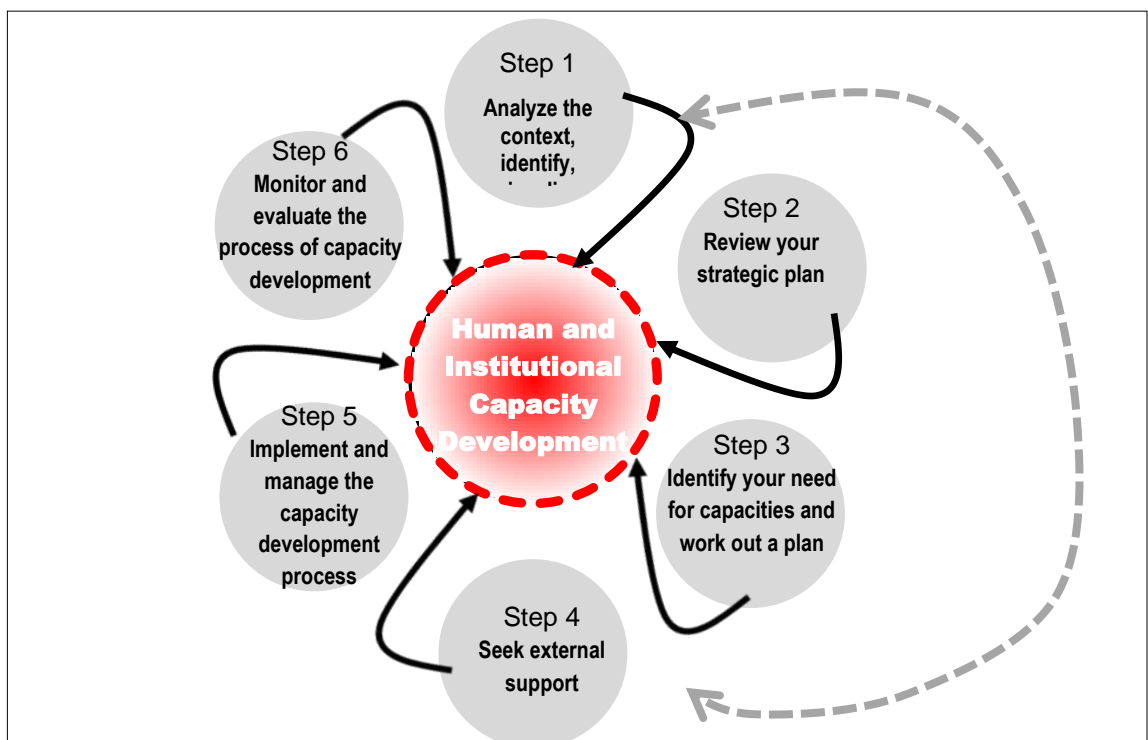 Step 1
Analyze the
context,
identify,
Step 2
Review your
strategic plan
Step 3
Identify your need
for capacities and
work out a plan
Step 4
Seek external
support
Step 5
Implement and
manage the
capacity
development
process
Step 6
Monitor and
evaluate the
process of capacity
development
Human and
Institutional
Capacity
Development